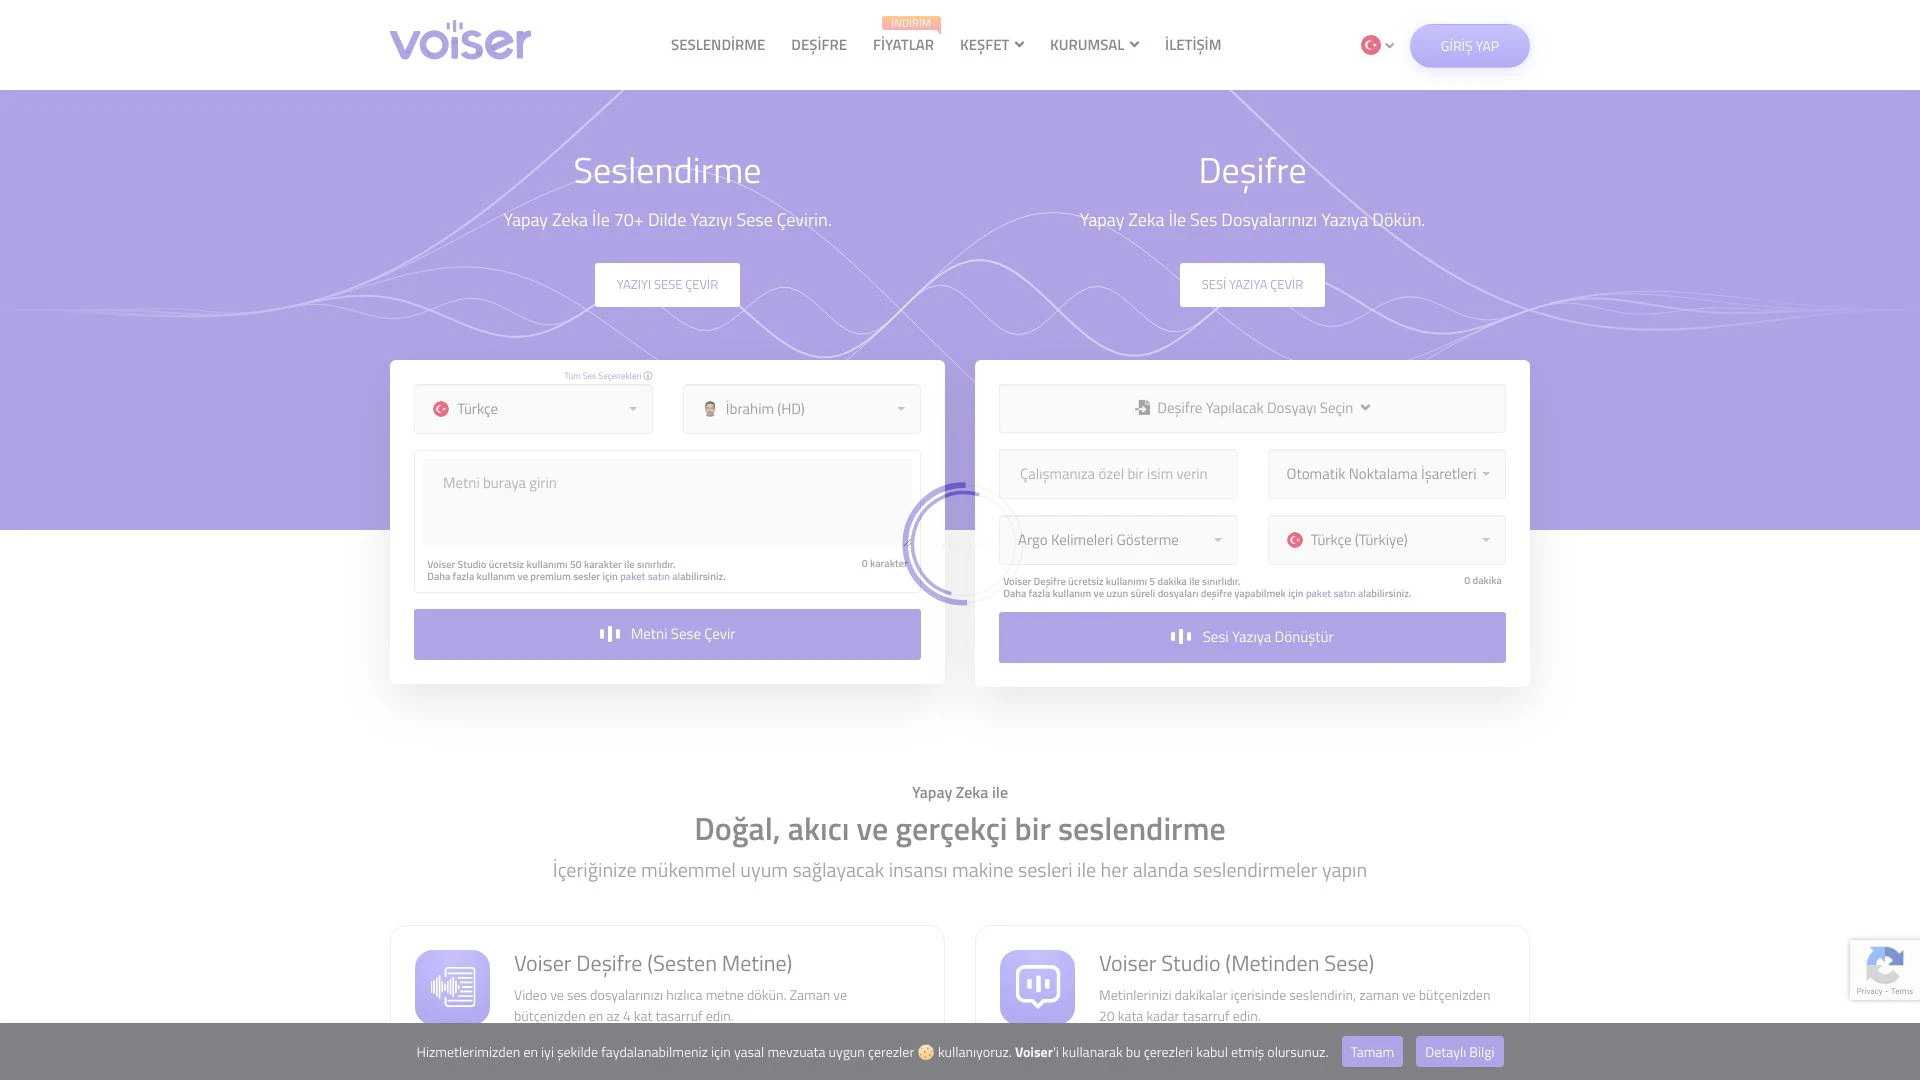 voiser
SESLENDİRME
DEŞİFRE
İNDİRİM
FİYATLAR
KEŞFET
KURUMSAL
İLETİŞİM
GİRİŞ YAP
Seslendirme
Yapay Zeka İle 70+ Dilde Yazıyı Sese Çevirin.
YAZIYI SESE ÇEVİR
Deşifre
Yapay Zeka İle Ses Dosyalarınızı Yazıya Dökün.
SESİ YAZIYA ÇEVİR
Tüm Ses Seçenekleri
Türkçe
İbrahim (HD)
Metni buraya girin
Voiser Studio ücretsiz kullanımı 50 karakter ile sınırlıdır.
Daha fazla kullanım ve premium sesler için paket satın alabilirsiniz.
0 karakter
Metni Sese Çevir
Deşifre Yapılacak Dosyayı Seçin
Çalışmanıza özel bir isim verin
Otomatik Noktalama İşaretleri
Argo Kelimeleri Gösterme
Türkçe (Türkiye)
Voiser Deşifre ücretsiz kullanımı 5 dakika ile sınırlıdır.
Daha fazla kullanım ve uzun süreli dosyaları deşifre yapabilmek için paket satın alabilirsiniz.
0 dakika
Sesi Yazıya Dönüştür
Yapay Zeka ile
Doğal, akıcı ve gerçekçi bir seslendirme
İçeriğinize mükemmel uyum sağlayacak insansı makine sesleri ile her alanda seslendirmeler yapın
Voiser Deşifre (Sesten Metine)
Video ve ses dosyalarınızı hızlıca metne dökün. Zaman ve
bütçenizden en az 4 kat tasarruf edin.
Voiser Studio (Metinden Sese)
Metinlerinizi dakikalar içerisinde seslendirin, zaman ve bütçenizden
20 kata kadar tasarruf edin.
Privacy - Terms
Hizmetlerimizden en iyi şekilde faydalanabilmeniz için yasal mevzuata uygun çerezler 🍪 kullanıyoruz. Voiser'i kullanarak bu çerezleri kabul etmiş olursunuz.
Tamam
Detaylı Bilgi